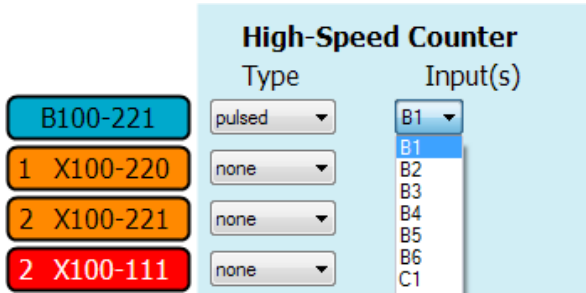 High-Speed Counter
Type Input(s)
B100-221 pulsed B1
B1
1 X100-220 none B2
B3
2 X100-221 none B4
B5
B6
2 X100-111 none C1